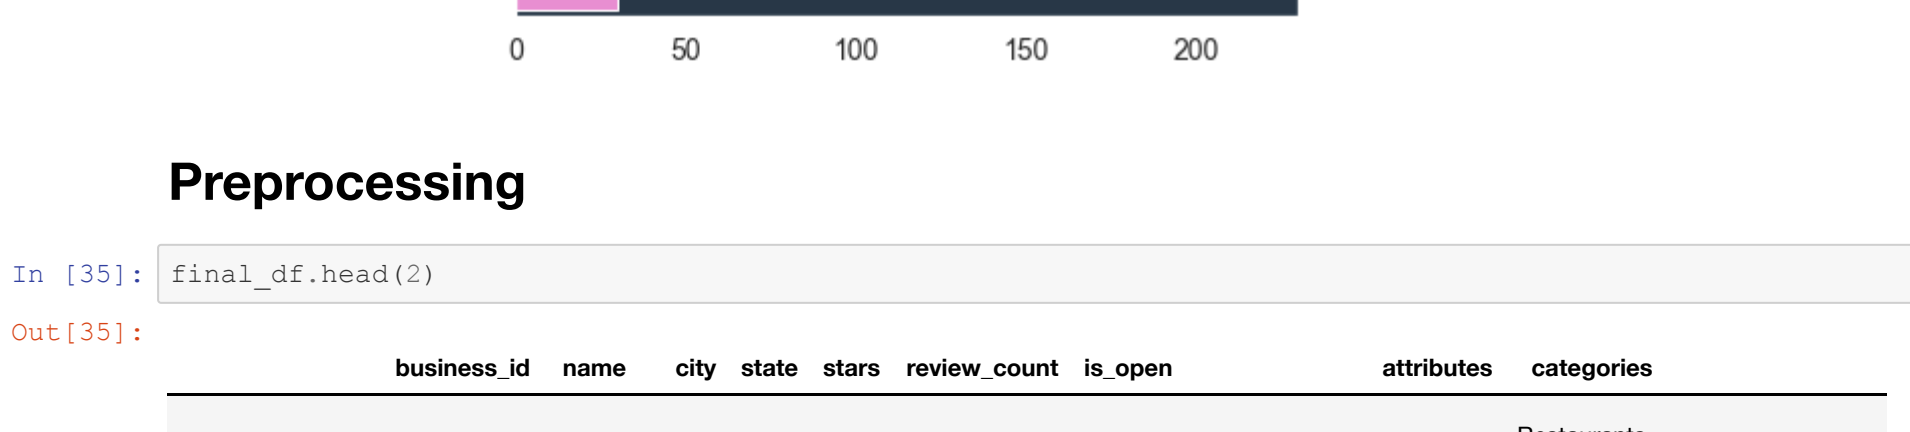 0 50 100 150 200
Preprocessing
In [35]: final_df.head(2)
Out[35]:
business_id name city state stars review_count is_open attributes categories